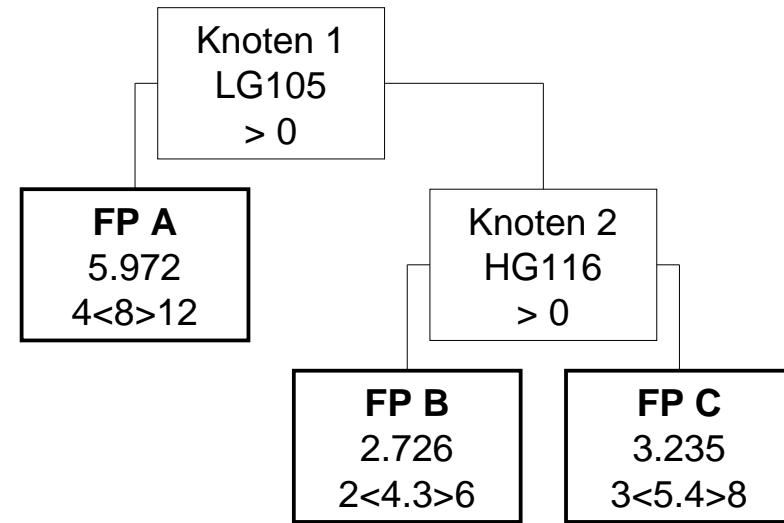 Knoten 1
LG105
> 0
FP A
5.972
4<8>12
Knoten 2
HG116
> 0
FP B
2.726
2<4.3>6
FP C
3.235
3<5.4>8